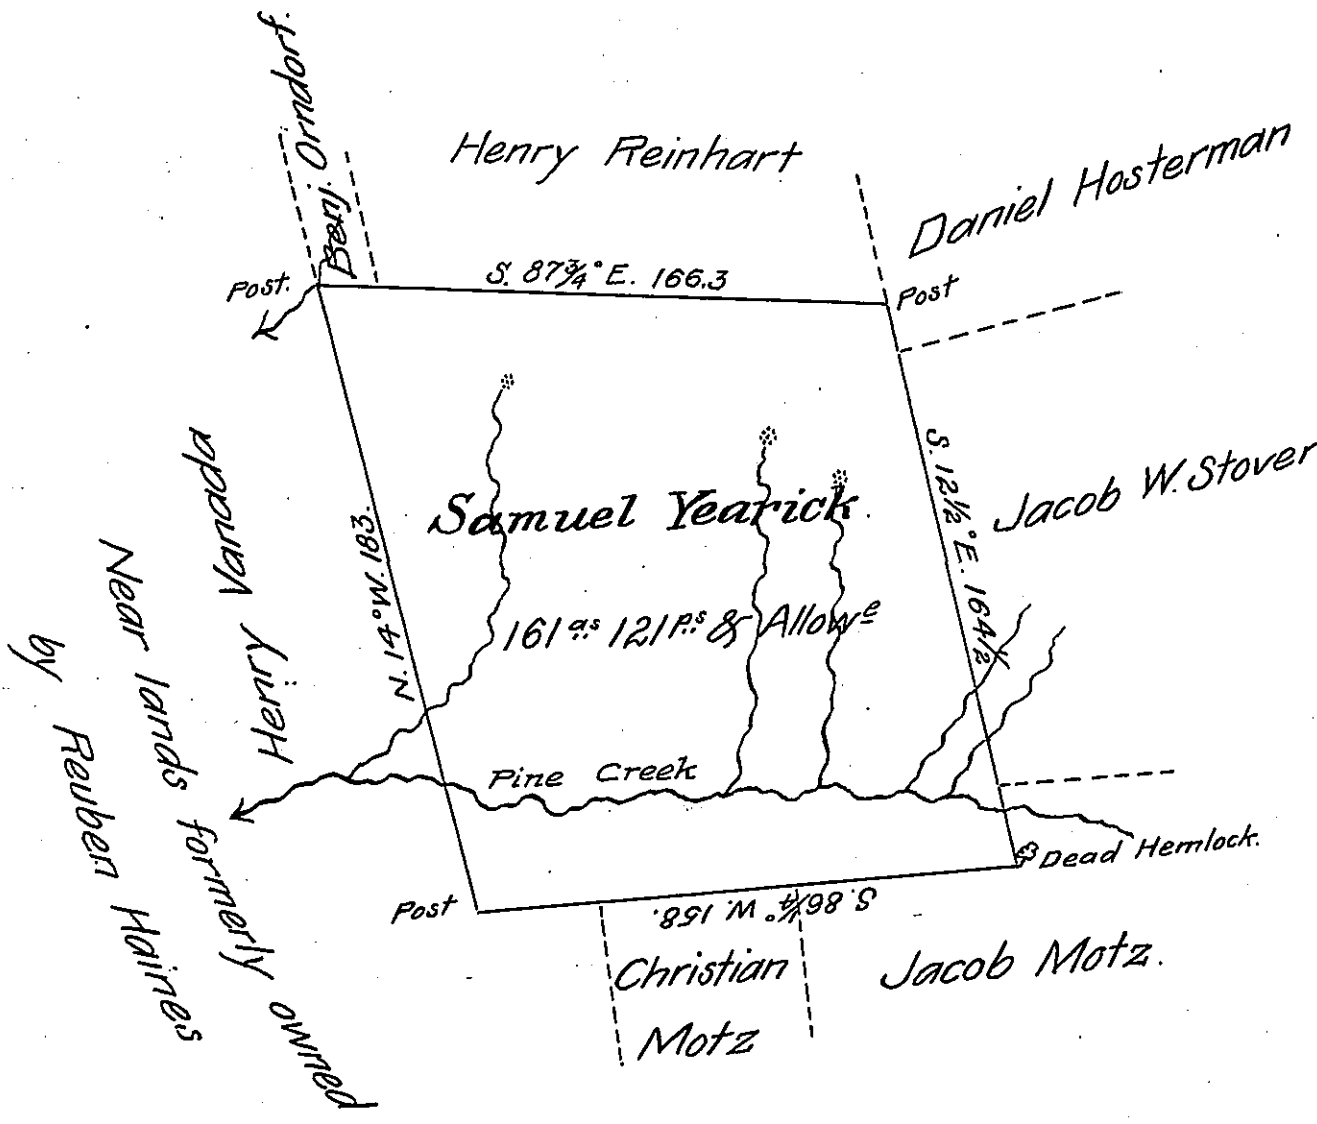 Benj. Orndorf.
Henry Reinhart
Daniel Hosterman
Post.
S. 87¾° E. 166.3
Post
Jacob W. Stover
S. 12½° E. 164½
Samuel Yearick
161 as 121 ps & Allowe
N. 14° W. 183.
Henry Vanada
Near lands formerly owned
by Reuben Haines
Pine Creek
Dead Hemlock.
Post
S. 86¼° W. 158.
Christian
Motz
Jacob Motz.